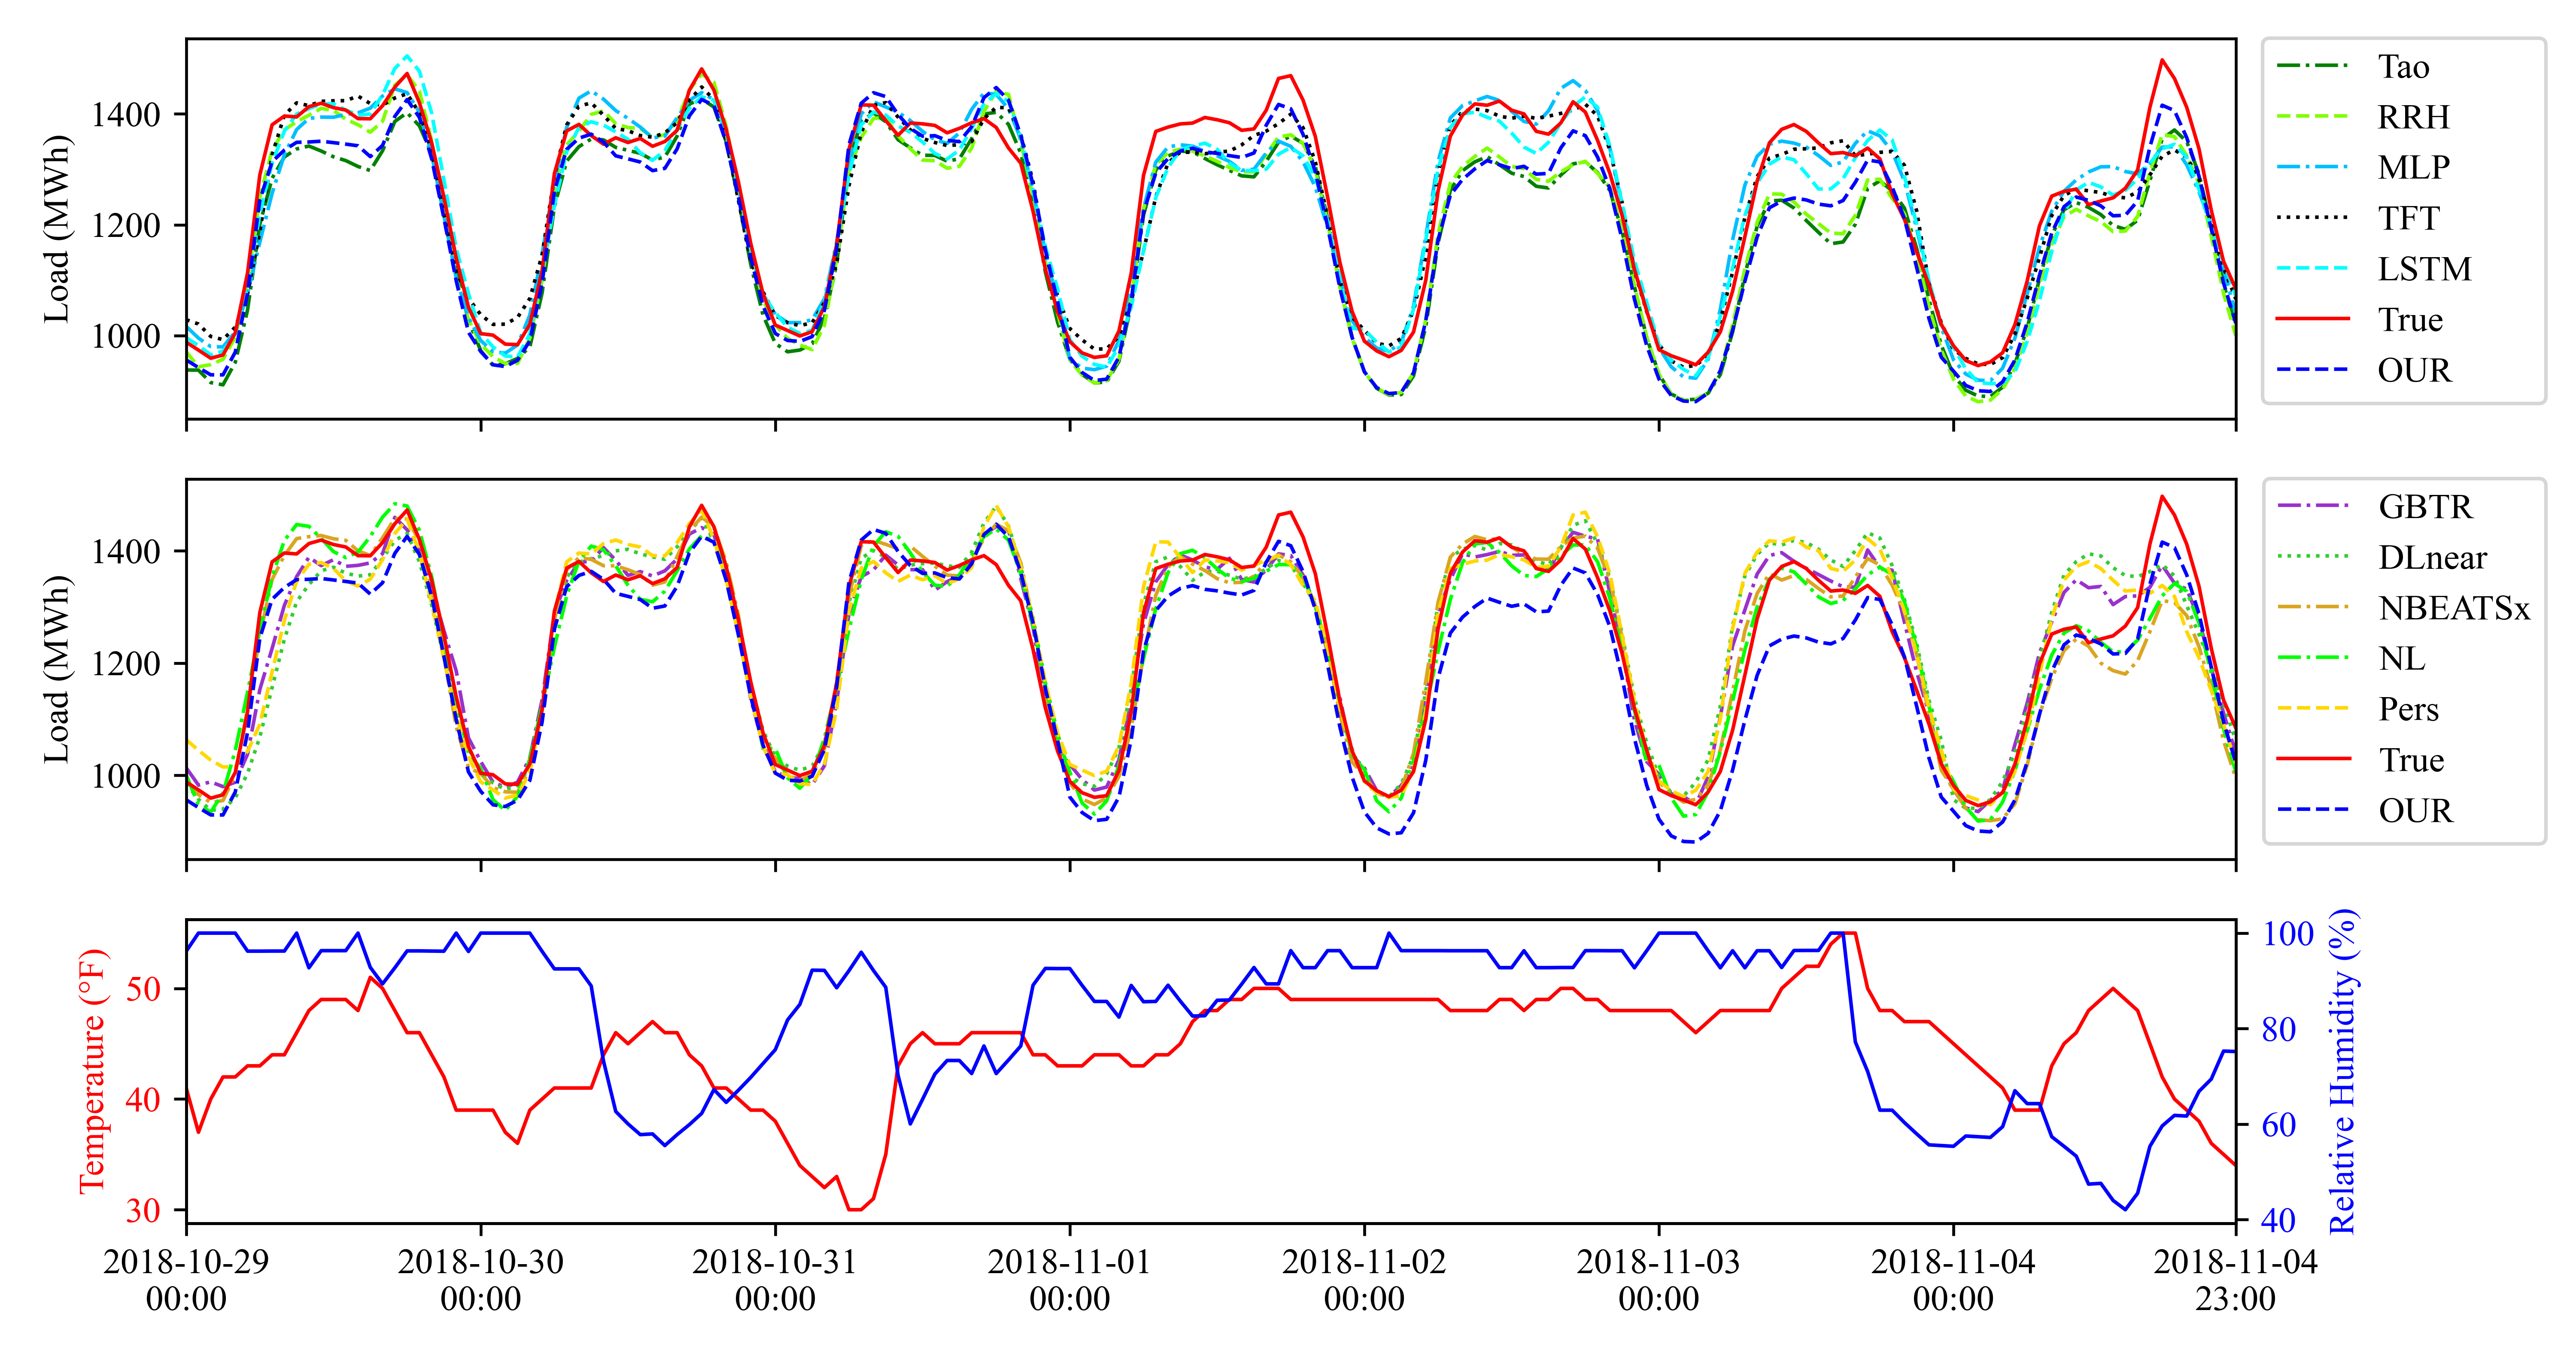 Load (MWh)
1400
1200
1000
Tao
RRH
MLP
TFT
LSTM
True
OUR
Load (MWh)
1400
1200
1000
GBTR
DLnear
NBEATSx
NL
Pers
True
OUR
Temperature (°F)
50
40
30
100
80
60
40
Relative Humidity (%)
2018-10-29 2018-10-30 2018-10-31 2018-11-01 2018-11-02 2018-11-03 2018-11-04 2018-11-04
00:00 00:00 00:00 00:00 00:00 00:00 00:00 23:00